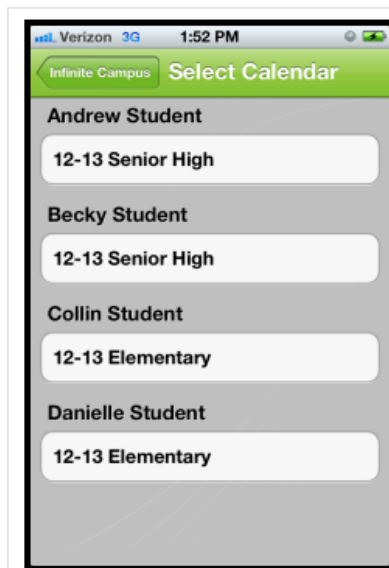 Verizon 3G 1:52 PM
Infinite Campus Select Calendar
Andrew Student
12-13 Senior High
Becky Student
12-13 Senior High
Collin Student
12-13 Elementary
Danielle Student
12-13 Elementary